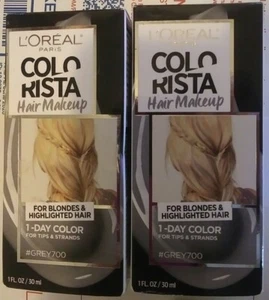 L'ORÉAL
PARIS
COLO
RISTA
Hair Makeup
FOR BLONDES &
HIGHLIGHTED HAIR
1-DAY COLOR
FOR TIPS & STRANDS
#GREY700
1 FL. OZ / 30 ml
L'ORÉAL
PARIS
COLO
RISTA
Hair Makeup
FOR BLONDES &
HIGHLIGHTED HAIR
1-DAY COLOR
FOR TIPS & STRANDS
#GREY700
1 FL. OZ / 30 ml